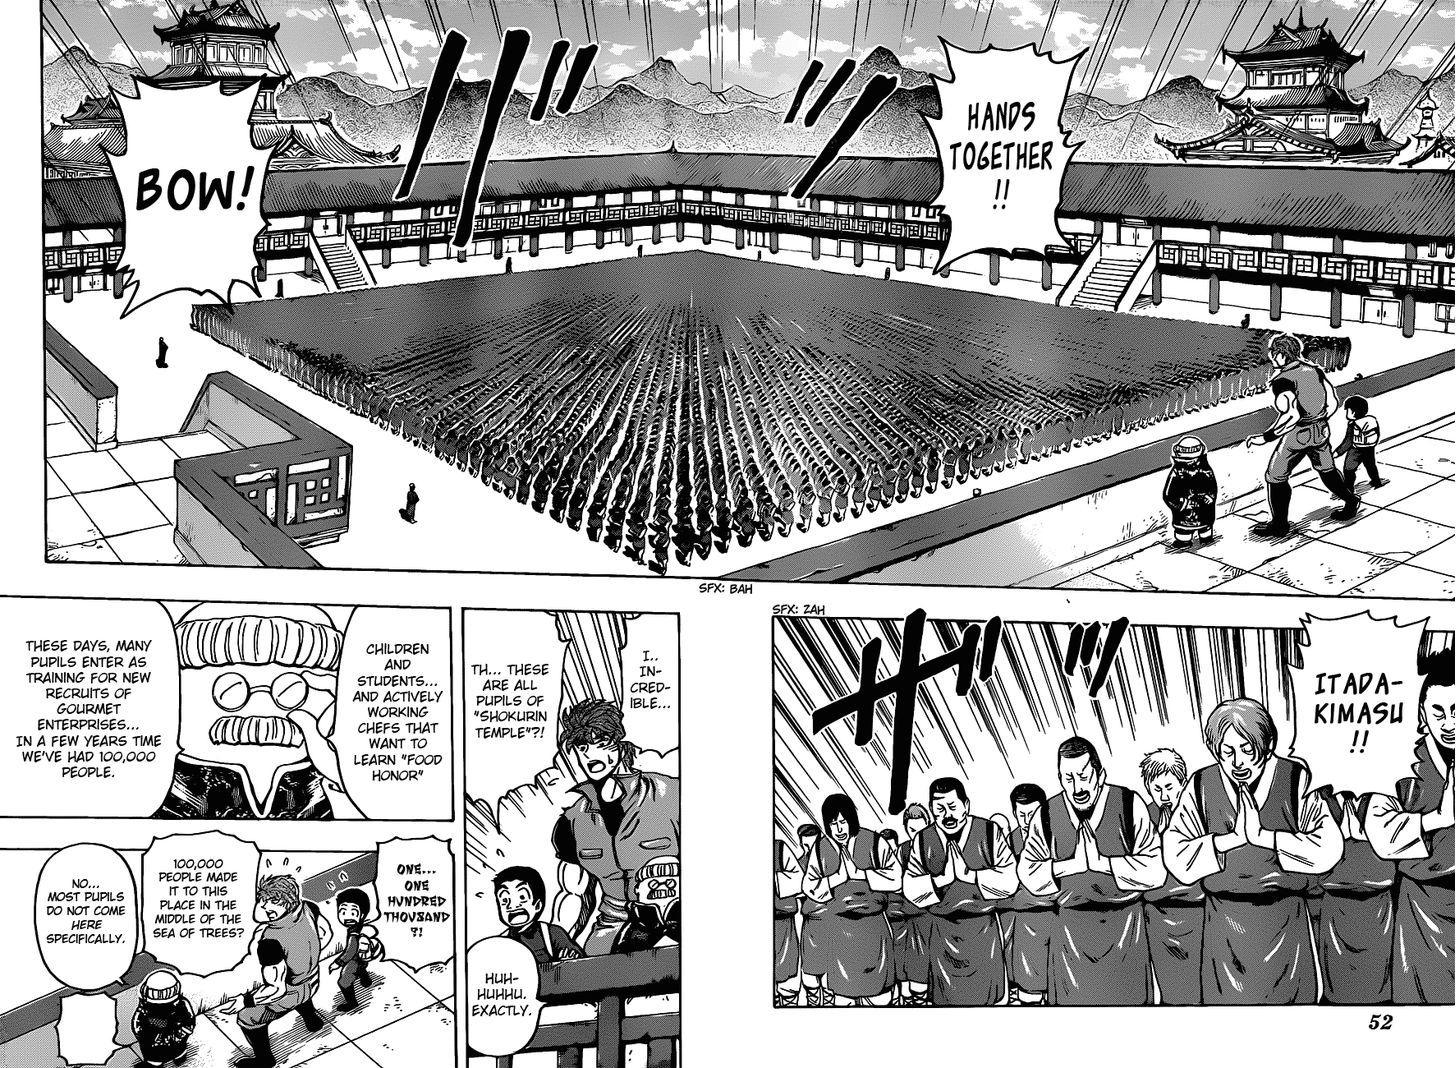 HANDS
TOGETHER
!!
BOW!
SFX: BAH
SFX: ZAH
ITADA-
KIMASU
!!
ザッ
I..
IN-
CRED-
IBLE...
TH... THESE
ARE ALL
PUPILS OF
"SHOKURIN
TEMPLE"?!
HUH-
HUHHU.
EXACTLY.
CHILDREN
AND
STUDENTS...
AND ACTIVELY
WORKING
CHEFS THAT
WANT TO
LEARN "FOOD
HONOR"
THESE DAYS, MANY
PUPILS ENTER AS
TRAINING FOR NEW
RECRUITS OF
GOURMET
ENTERPRISES...
IN A FEW YEARS TIME
WE'VE HAD 100,000
PEOPLE.
ONE...
ONE
HUNDRED
THOUSAND
?!
100,000
PEOPLE MADE
IT TO THIS
PLACE IN THE
MIDDLE OF THE
SEA OF TREES?
NO...
MOST PUPILS
DO NOT COME
HERE
SPECIFICALLY.
52